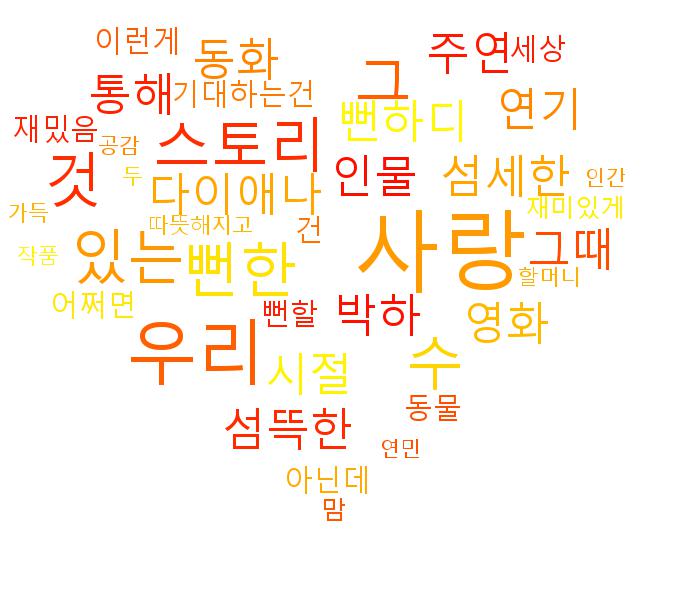 이런게
동화
그
주연
세상
통해
기대하는건
뻔하디
연기
재밌음
공감
스토리
인물
섬세한
인간
것
두
다이애나
재미있게
가득
따뜻해지고
건
사랑
그때
작품
있는
뻔한
할머니
어쩌면
뻔할
박하
영화
우리
시절
수
동물
섬뜩한
연민
아닌데
맘